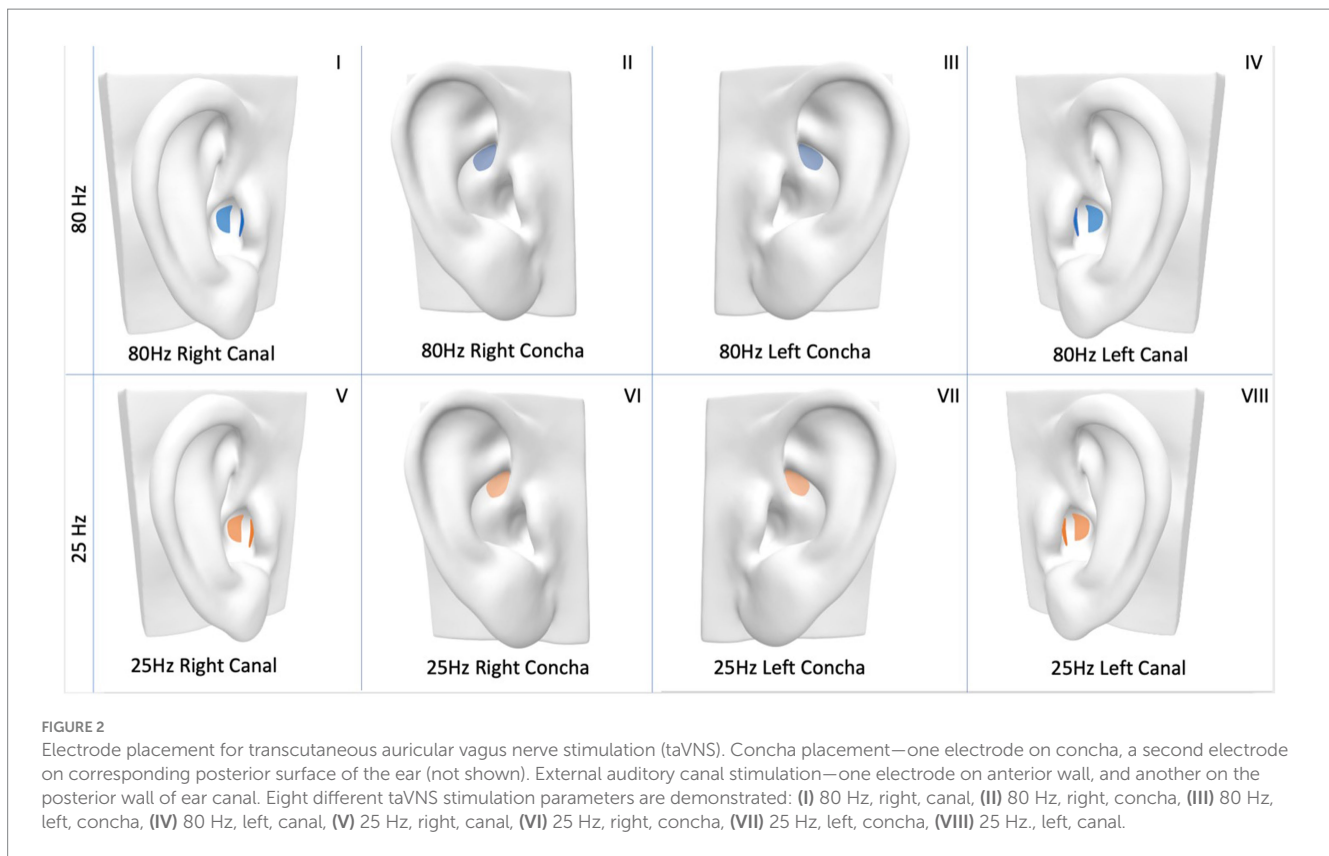 I
II
III
IV
80 Hz
80Hz Right Canal
80Hz Right Concha
80Hz Left Concha
80Hz Left Canal
V
VI
VII
VIII
25 Hz
25Hz Right Canal
25Hz Right Concha
25Hz Left Concha
25Hz Left Canal
FIGURE 2
Electrode placement for transcutaneous auricular vagus nerve stimulation (taVNS). Concha placement—one electrode on concha, a second electrode
on corresponding posterior surface of the ear (not shown). External auditory canal stimulation—one electrode on anterior wall, and another on the
posterior wall of ear canal. Eight different taVNS stimulation parameters are demonstrated: (I) 80 Hz, right, canal, (II) 80 Hz, right, concha, (III) 80 Hz,
left, concha, (IV) 80 Hz, left, canal, (V) 25 Hz, right, canal, (VI) 25 Hz, right, concha, (VII) 25 Hz, left, concha, (VIII) 25 Hz., left, canal.